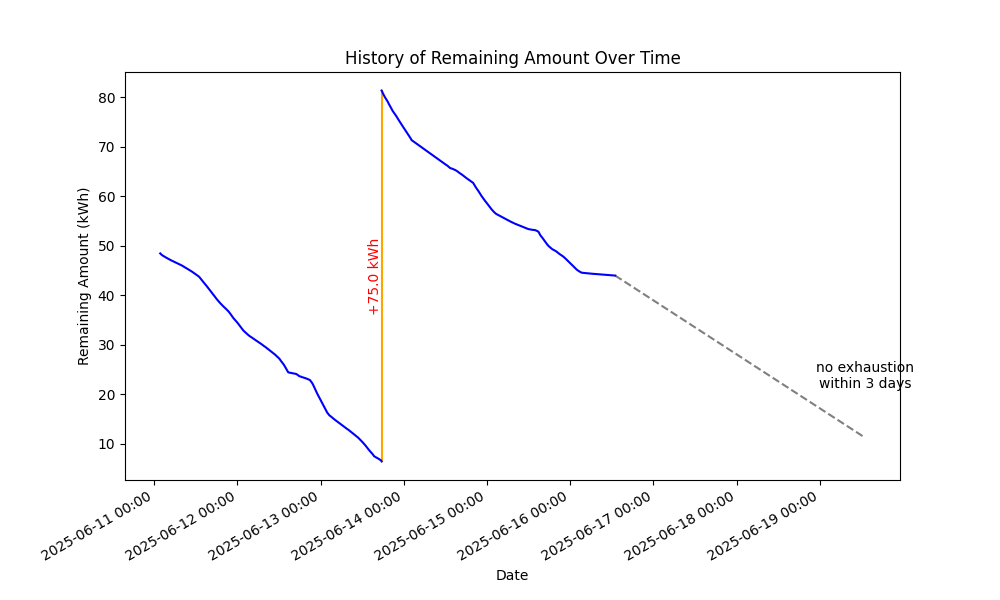 History of Remaining Amount Over Time
Remaining Amount (kWh)
80
70
60
50
40
30
20
10
+75.0 kWh
no exhaustion
within 3 days
2025-06-11 00:00
2025-06-12 00:00
2025-06-13 00:00
2025-06-14 00:00
2025-06-15 00:00
2025-06-16 00:00
2025-06-17 00:00
2025-06-18 00:00
2025-06-19 00:00
Date